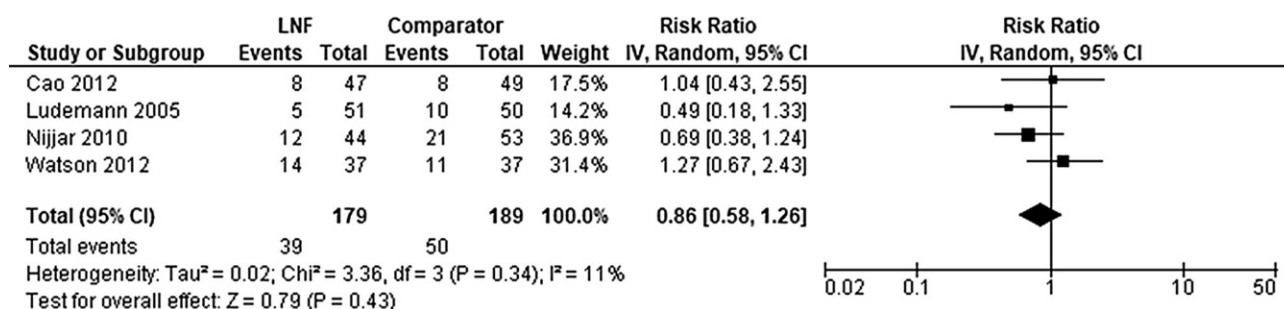 LNF Comparator Risk Ratio Risk Ratio
Study or Subgroup Events Total Events Total Weight IV, Random, 95% CI IV, Random, 95% CI
Cao 2012 8 47 8 49 17.5% 1.04 [0.43, 2.55]
Ludemann 2005 5 51 10 50 14.2% 0.49 [0.18, 1.33]
Nijjar 2010 12 44 21 53 36.9% 0.69 [0.38, 1.24]
Watson 2012 14 37 11 37 31.4% 1.27 [0.67, 2.43]
Total (95% CI) 179 189 100.0% 0.86 [0.58, 1.26]
Total events 39 50
Heterogeneity: Tau² = 0.02; Chi² = 3.36, df = 3 (P = 0.34); I² = 11%
Test for overall effect: Z = 0.79 (P = 0.43)
0.02 0.1 1 10 50